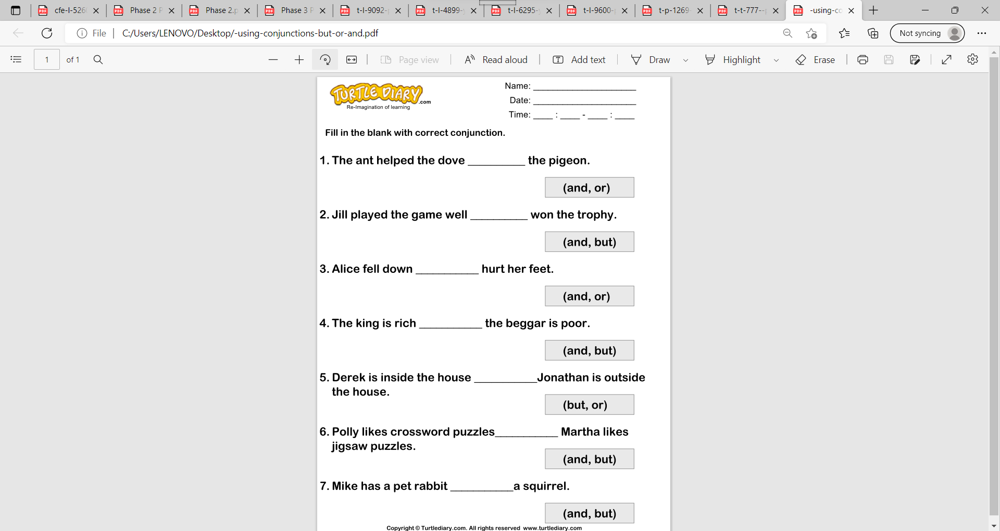 cfe-I-526
Phase 2 P
Phase 2.p
Phase 3 P
t-I-9092-
t-I-4899-
t-I-6295-
t-I-9600-
t-p-1269-
t-t-777--
-using-co
File
C:/Users/LENOVO/Desktop/-using-conjunctions-but-or-and.pdf
Not syncing
1 of 1
Page view
Read aloud
Add text
Draw
Highlight
Erase
TURTLE DIARY.com
Re-Imagination of learning
Name: ____________________
Date: ____________________
Time: ____ : ____ - ____ : ____
Fill in the blank with correct conjunction.
1. The ant helped the dove _________ the pigeon.
(and, or)
2. Jill played the game well _________ won the trophy.
(and, but)
3. Alice fell down __________ hurt her feet.
(and, or)
4. The king is rich __________ the beggar is poor.
(and, but)
5. Derek is inside the house __________Jonathan is outside
the house.
(but, or)
6. Polly likes crossword puzzles__________ Martha likes
jigsaw puzzles.
(and, but)
7. Mike has a pet rabbit __________a squirrel.
(and, but)
Copyright © Turtlediary.com. All rights reserved www.turtlediary.com